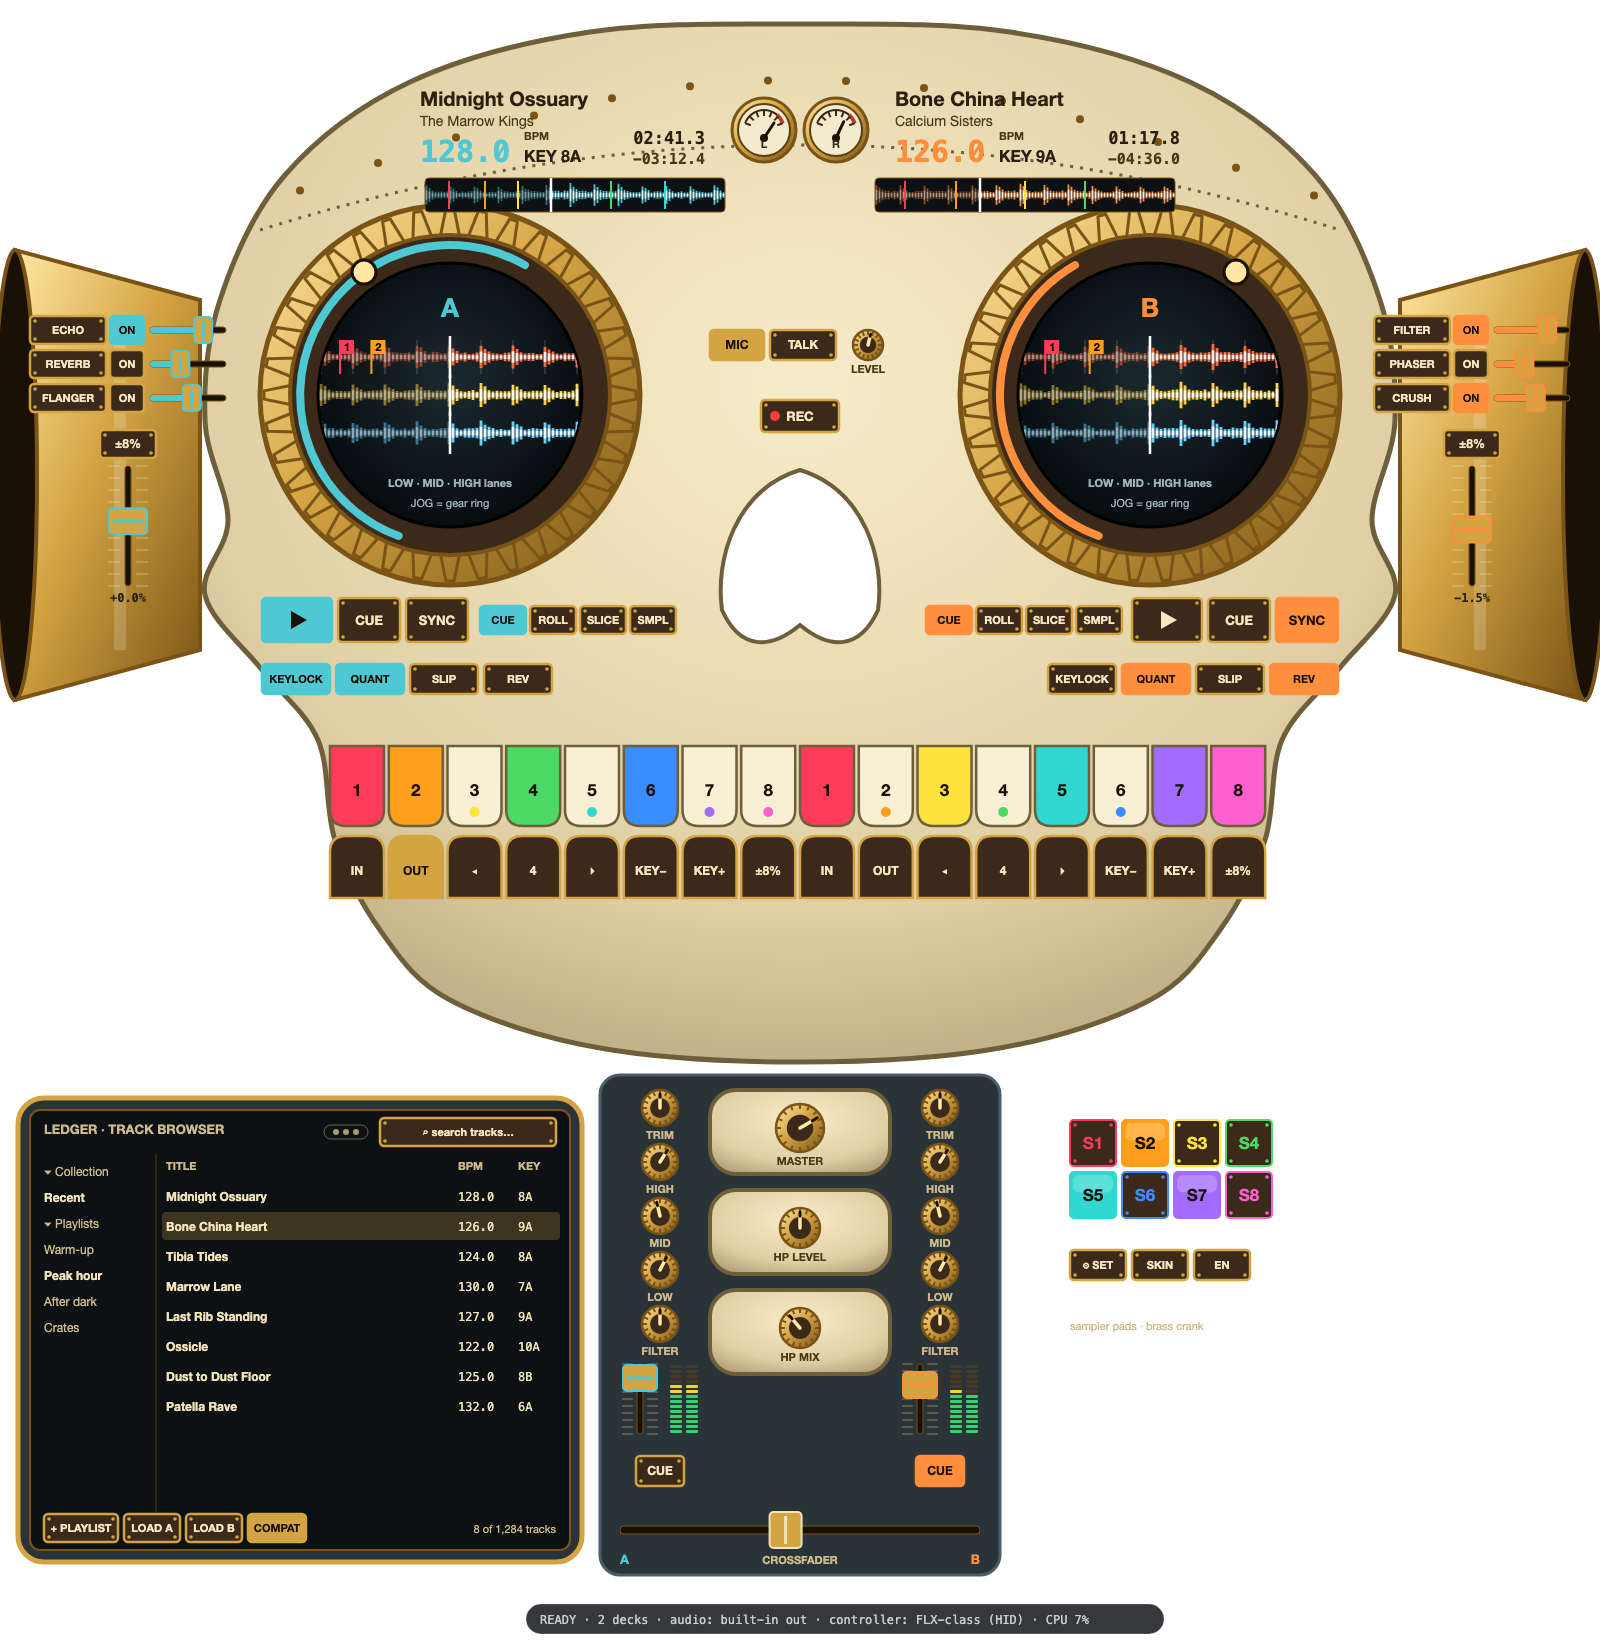 Midnight Ossuary
The Marrow Kings
128.0
BPM
KEY 8A
02:41.3
−03:12.4
L
R
Bone China Heart
Calcium Sisters
126.0
BPM
KEY 9A
01:17.8
−04:36.0
ECHO ON
REVERB ON
FLANGER ON
±8%
+0.0%
A
1 2
LOW · MID · HIGH lanes
JOG = gear ring
MIC TALK
LEVEL
REC
B
1 2
LOW · MID · HIGH lanes
JOG = gear ring
FILTER ON
PHASER ON
CRUSH ON
±8%
−1.5%
CUE SYNC CUE ROLL SLICE SMPL
KEYLOCK QUANT SLIP REV
CUE ROLL SLICE SMPL CUE SYNC
KEYLOCK QUANT SLIP REV
1 2 3 4 5 6 7 8 1 2 3 4 5 6 7 8
IN OUT ◂ 4 ▸ KEY− KEY+ ±8% IN OUT ◂ 4 ▸ KEY− KEY+ ±8%
LEDGER · TRACK BROWSER
⌕ search tracks…
▾ Collection
Recent
▾ Playlists
Warm-up
Peak hour
After dark
Crates
TITLE BPM KEY
Midnight Ossuary 128.0 8A
Bone China Heart 126.0 9A
Tibia Tides 124.0 8A
Marrow Lane 130.0 7A
Last Rib Standing 127.0 9A
Ossicle 122.0 10A
Dust to Dust Floor 125.0 8B
Patella Rave 132.0 6A
+ PLAYLIST LOAD A LOAD B COMPAT
8 of 1,284 tracks
TRIM
HIGH
MID
LOW
FILTER
CUE
MASTER
HP LEVEL
HP MIX
TRIM
HIGH
MID
LOW
FILTER
CUE
A CROSSFADER B
S1 S2 S3 S4
S5 S6 S7 S8
⚙ SET SKIN EN
sampler pads · brass crank
READY · 2 decks · audio: built-in out · controller: FLX-class (HID) · CPU 7%